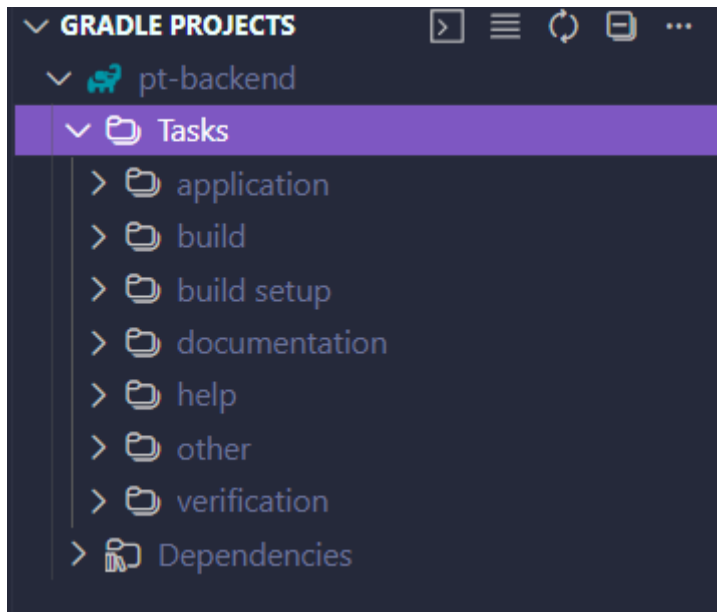 GRADLE PROJECTS
pt-backend
Tasks
application
build
build setup
documentation
help
other
verification
Dependencies